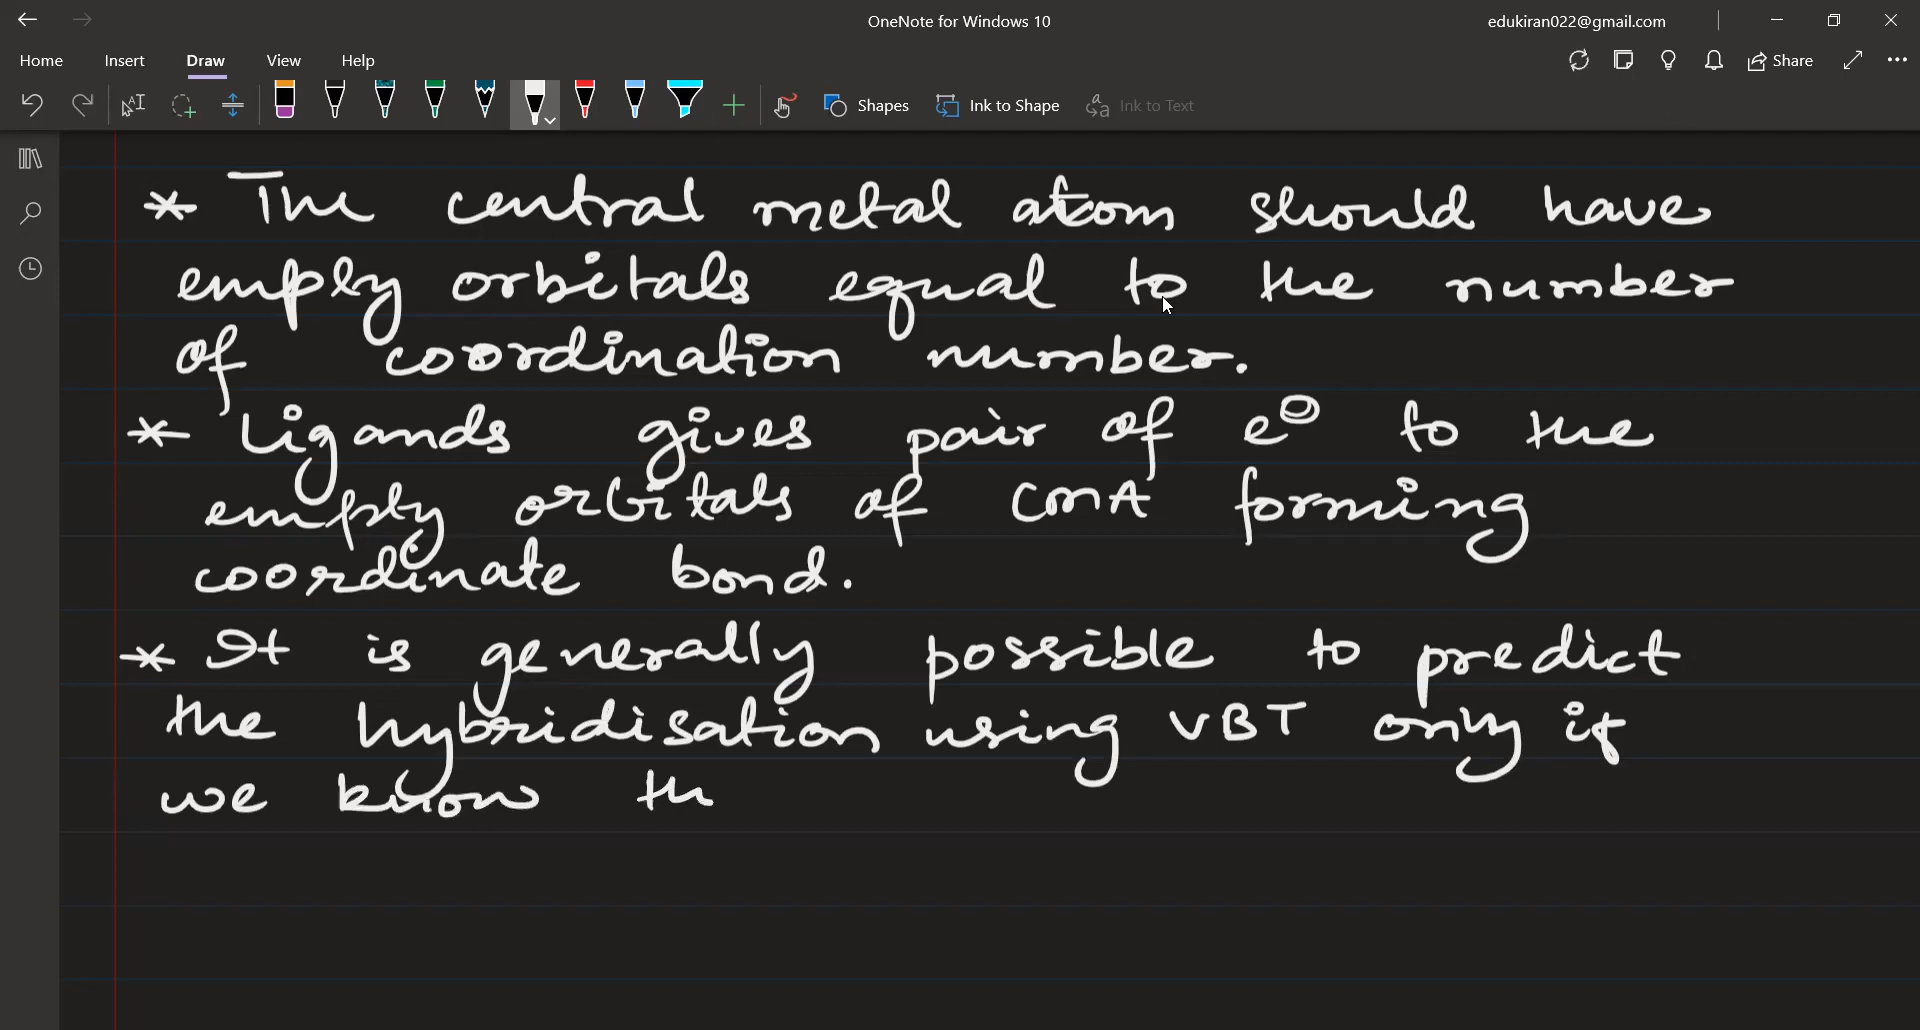 OneNote for Windows 10
edukiran022@gmail.com
Home Insert Draw View Help
Share
Shapes Ink to Shape Ink to Text
* The central metal atom should have
empty orbitals equal to the number
of coordination number.
* Ligands gives pair of e⊖ to the
empty orbitals of CMA forming
coordinate bond.
* It is generally possible to predict
the hybridisation using VBT only if
we know th